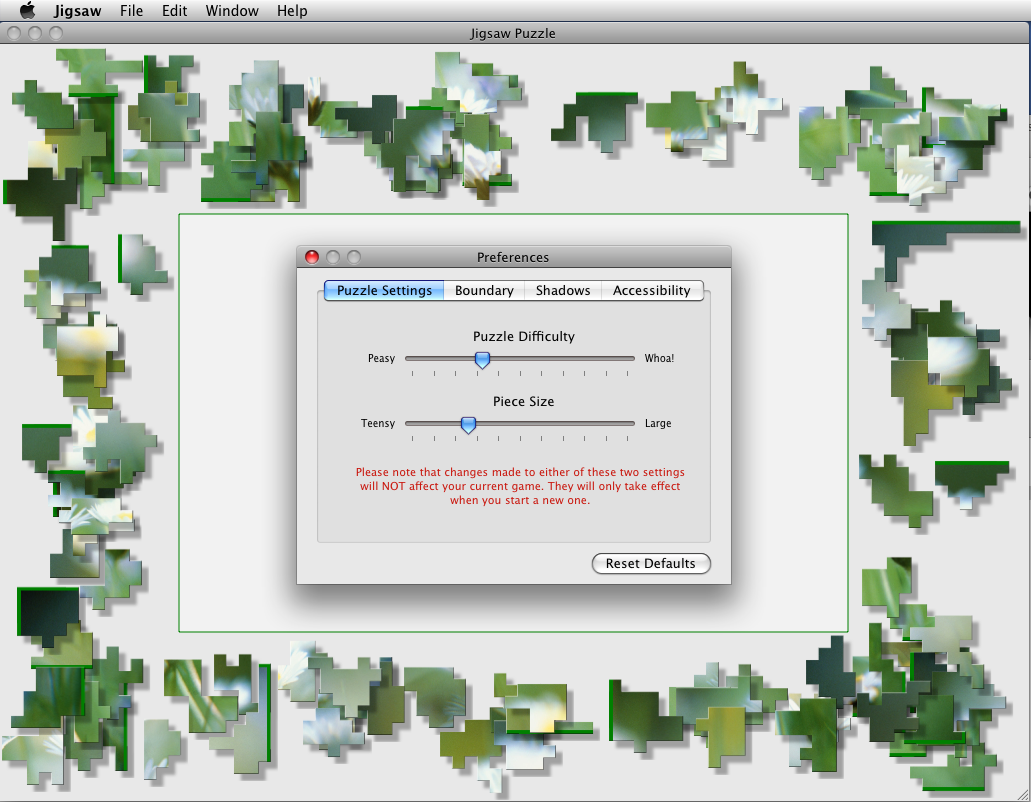 Jigsaw File Edit Window Help
Jigsaw Puzzle
Preferences
Puzzle Settings Boundary Shadows Accessibility
Puzzle Difficulty
Peasy Whoa!
Piece Size
Teensy Large
Please note that changes made to either of these two settings
will NOT affect your current game. They will only take effect
when you start a new one.
Reset Defaults